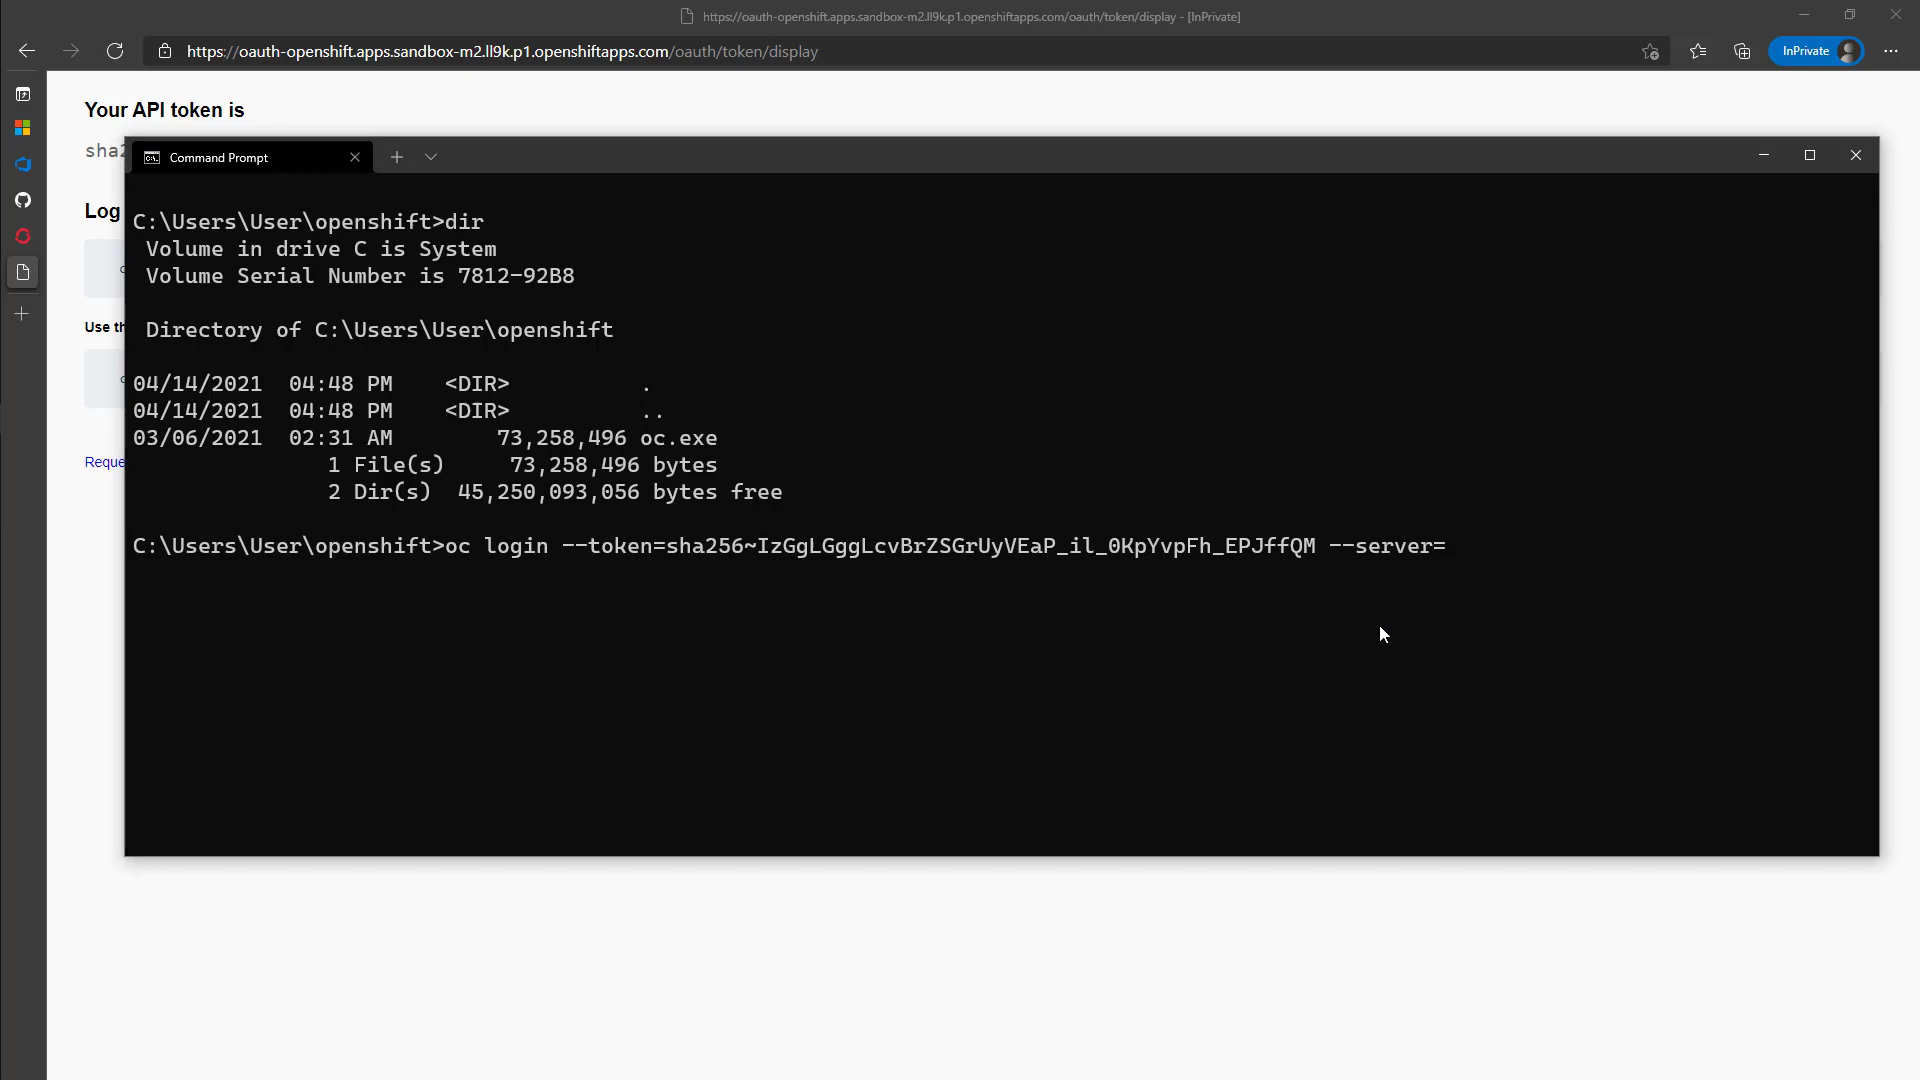 https://oauth-openshift.apps.sandbox-m2.ll9k.p1.openshiftapps.com/oauth/token/display - [InPrivate]
https://oauth-openshift.apps.sandbox-m2.ll9k.p1.openshiftapps.com/oauth/token/display
InPrivate
Your API token is
sha2
Command Prompt
Log
Use th
Reque
C:\Users\User\openshift>dir
Volume in drive C is System
Volume Serial Number is 7812-92B8
Directory of C:\Users\User\openshift
04/14/2021 04:48 PM <DIR> .
04/14/2021 04:48 PM <DIR> ..
03/06/2021 02:31 AM 73,258,496 oc.exe
1 File(s) 73,258,496 bytes
2 Dir(s) 45,250,093,056 bytes free
C:\Users\User\openshift>oc login --token=sha256~IzGgLGggLcvBrZSGrUyVEaP_il_0KpYvpFh_EPJffQM --server=